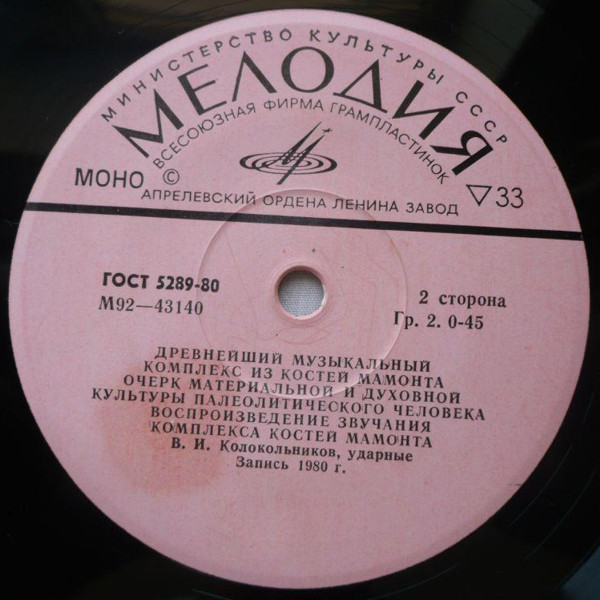 МИНИСТЕРСТВО КУЛЬТУРЫ СССР
МЕЛОДИЯ
ВСЕСОЮЗНАЯ ФИРМА ГРАМПЛАСТИНОК
МОНО ©
33
АПРЕЛЕВСКИЙ ОРДЕНА ЛЕНИНА ЗАВОД
ГОСТ 5289-80
М92—43140
2 сторона
Гр. 2. 0-45
ДРЕВНЕЙШИЙ МУЗЫКАЛЬНЫЙ
КОМПЛЕКС ИЗ КОСТЕЙ МАМОНТА
ОЧЕРК МАТЕРИАЛЬНОЙ И ДУХОВНОЙ
КУЛЬТУРЫ ПАЛЕОЛИТИЧЕСКОГО ЧЕЛОВЕКА
ВОСПРОИЗВЕДЕНИЕ ЗВУЧАНИЯ
КОМПЛЕКСА КОСТЕЙ МАМОНТА
В. И. Колокольников, ударные
Запись 1980 г.